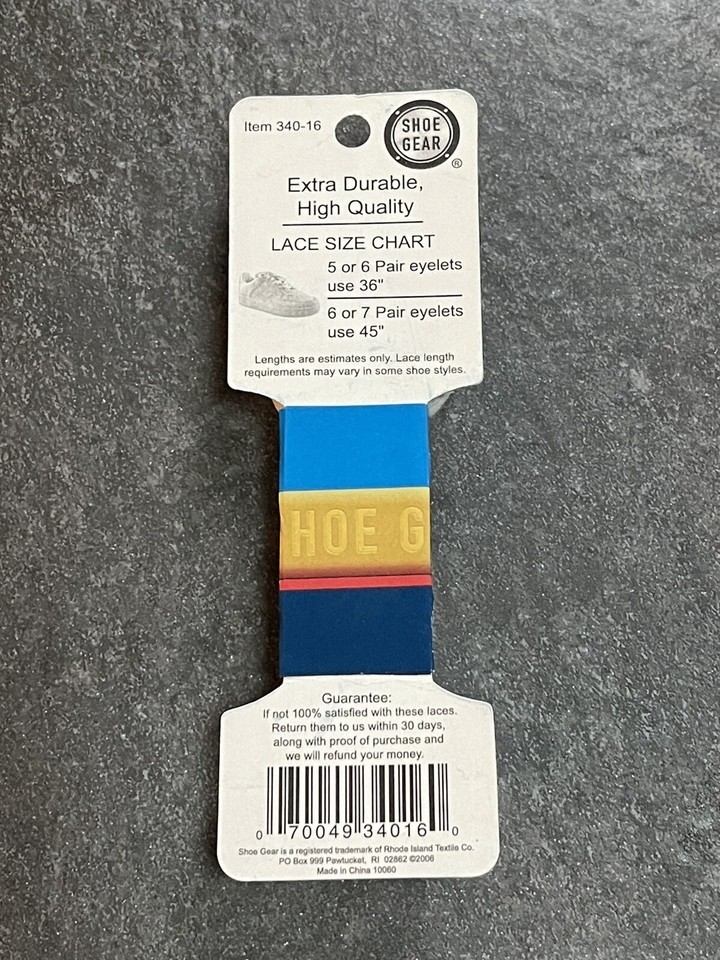 Item 340-16
SHOE
GEAR
®
Extra Durable,
High Quality
LACE SIZE CHART
5 or 6 Pair eyelets
use 36"
6 or 7 Pair eyelets
use 45"
Lengths are estimates only. Lace length
requirements may vary in some shoe styles.
HOE G
Guarantee:
If not 100% satisfied with these laces.
Return them to us within 30 days,
along with proof of purchase and
we will refund your money.
0 70049 34016 0
Shoe Gear is a registered trademark of Rhode Island Textile Co.
PO Box 999 Pawtucket, RI 02862 ©2006
Made in China 10060